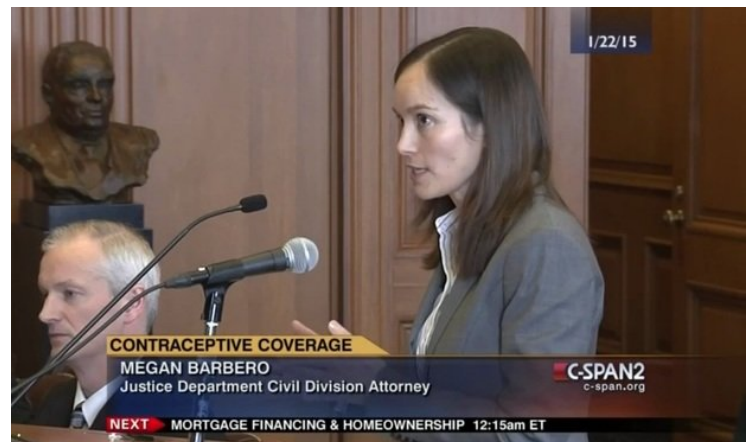 1/22/15
CONTRACEPTIVE COVERAGE
MEGAN BARBERO
Justice Department Civil Division Attorney
C-SPAN2
c-span.org
NEXT MORTGAGE FINANCING & HOMEOWNERSHIP 12:15am ET